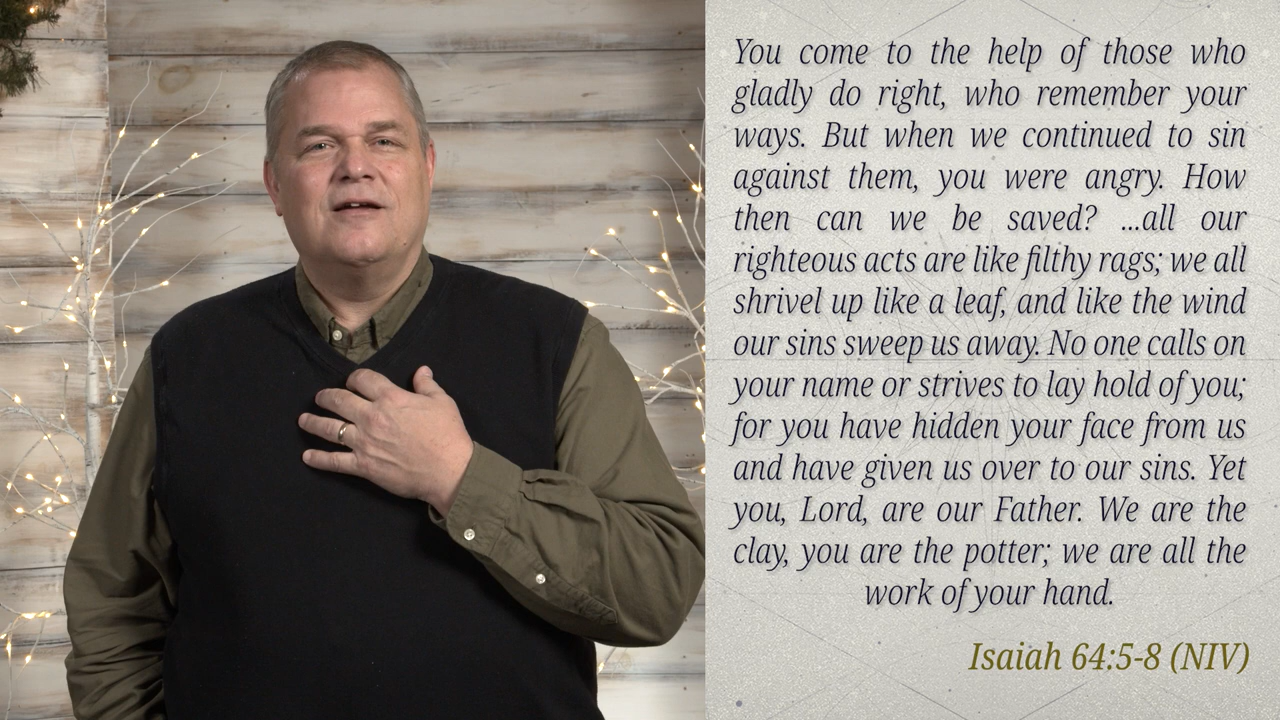 You come to the help of those who
gladly do right, who remember your
ways. But when we continued to sin
against them, you were angry. How
then can we be saved? ...all our
righteous acts are like filthy rags; we all
shrivel up like a leaf, and like the wind
our sins sweep us away. No one calls on
your name or strives to lay hold of you;
for you have hidden your face from us
and have given us over to our sins. Yet
you, Lord, are our Father. We are the
clay, you are the potter; we are all the
work of your hand.
Isaiah 64:5-8 (NIV)